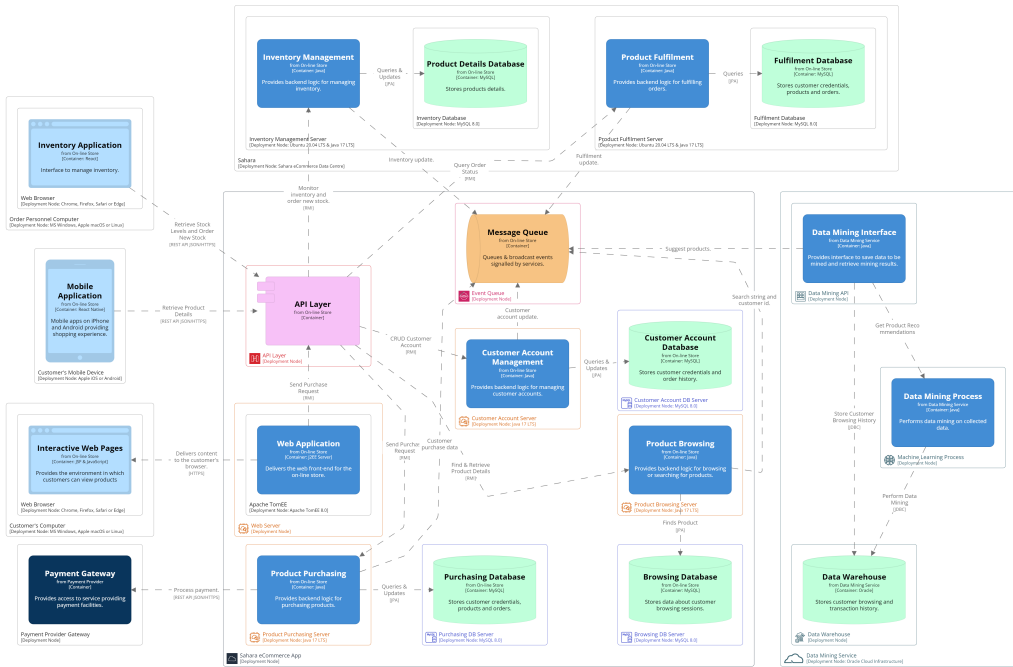 Inventory Management
from On-line Store
[Container: Java]
Provides backend logic for managing
inventory.
Queries &
Updates
[JPA]
Product Details Database
from On-line Store
[Container: MySQL]
Stores products details.
Inventory Database
[Deployment Node: MySQL 8.0]
Inventory Management Server
[Deployment Node: Ubuntu 20.04 LTS & Java 17 LTS]
Product Fulfilment
from On-line Store
[Container: Java]
Provides backend logic for fulfilling
orders.
Queries
[JPA]
Fulfilment Database
from On-line Store
[Container: MySQL]
Stores customer credentials,
products and orders.
Fulfilment Database
[Deployment Node: MySQL 8.0]
Product Fulfilment Server
[Deployment Node: Ubuntu 20.04 LTS & Java 17 LTS]
Sahara
[Deployment Node: Sahara eCommerce Data Centre]
Inventory Application
from On-line Store
[Container: React]
Interface to manage inventory.
Web Browser
[Deployment Node: Chrome, Firefox, Safari or Edge]
Order Personnel Computer
[Deployment Node: MS Windows, Apple macOS or Linux]
Inventory update.
Query Order
Status
[RMI]
Fulfilment
update.
Monitor
inventory and
order new stock.
[RMI]
Retrieve Stock
Levels and Order
New Stock
[REST API JSON/HTTPS]
Message Queue
from On-line Store
[Container]
Queues & broadcast events
signalled by services.
Event Queue
[Deployment Node]
Suggest products.
Data Mining Interface
from Data Mining Service
[Container: Java]
Provides interface to save data to be
mined and retrieve mining results.
Data Mining API
[Deployment Node]
Mobile
Application
from On-line Store
[Container: React Native]
Mobile apps on iPhone
and Android providing
shopping experience.
Customer's Mobile Device
[Deployment Node: Apple iOS or Android]
Retrieve Product
Details
[REST API JSON/HTTPS]
API Layer
from On-line Store
[Container]
API Layer
[Deployment Node]
Search string and
customer id.
Customer
account update.
Get Product Reco
mmendations
CRUD Customer
Account
[RMI]
Customer Account
Management
from On-line Store
[Container: Java]
Provides backend logic for managing
customer accounts.
Customer Account Server
[Deployment Node: Java 17 LTS]
Queries &
Updates
[JPA]
Customer Account
Database
from On-line Store
[Container: MySQL]
Stores customer credentials and
order history.
Customer Account DB Server
[Deployment Node: MySQL 8.0]
Send Purchase
Request
[RMI]
Store Customer
Browsing History
[JDBC]
Data Mining Process
from Data Mining Service
[Container: Java]
Performs data mining on collected
data.
Machine Learning Process
[Deployment Node]
Interactive Web Pages
from On-line Store
[Container: JSP & JavaScript]
Provides the environment in which
customers can view products
Web Browser
[Deployment Node: Chrome, Firefox, Safari or Edge]
Customer's Computer
[Deployment Node: MS Windows, Apple macOS or Linux]
Delivers content
to the customer's
browser.
[HTTPS]
Web Application
from On-line Store
[Container: J2EE Server]
Delivers the web front-end for the
on-line store.
Apache TomEE
[Deployment Node: Apache TomEE 8.0]
Web Server
[Deployment Node]
Send Purchase
Request
[RMI]
Customer
purchase data
Find & Retrieve
Product Details
[RMI]
Product Browsing
from On-line Store
[Container: Java]
Provides backend logic for browsing
or searching for products.
Product Browsing Server
[Deployment Node: Java 17 LTS]
Finds Product
[JPA]
Perform Data
Mining
[JDBC]
Payment Gateway
from Payment Provider
[Container]
Provides access to service providing
payment facilities.
Payment Provider Gateway
[Deployment Node]
Process payment.
[REST API JSON/HTTPS]
Product Purchasing
from On-line Store
[Container: Java]
Provides backend logic for
purchasing products.
Product Purchasing Server
[Deployment Node: Java 17 LTS]
Queries &
Updates
[JPA]
Purchasing Database
from On-line Store
[Container: MySQL]
Stores customer credentials,
products and orders.
Purchasing DB Server
[Deployment Node: MySQL 8.0]
Browsing Database
from On-line Store
[Container: MySQL]
Stores data about customer
browsing sessions.
Browsing DB Server
[Deployment Node: MySQL 8.0]
Data Warehouse
from Data Mining Service
[Container: Oracle]
Stores customer browsing and
transaction history.
Data Warehouse
[Deployment Node]
Sahara eCommerce App
[Deployment Node]
Data Mining Service
[Deployment Node: Oracle Cloud Infrastructure]